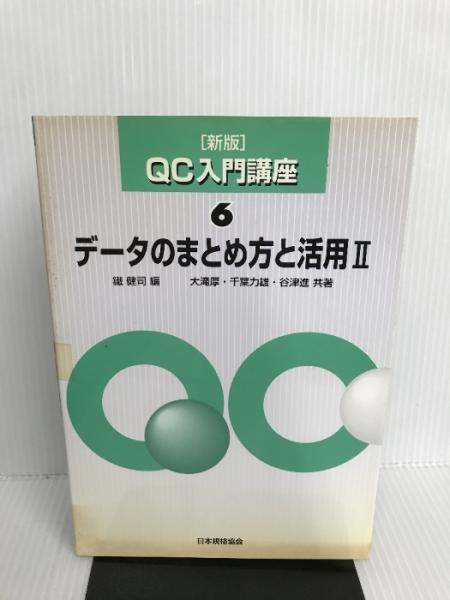 ［新版］
QC入門講座
6
データのまとめ方と活用Ⅱ
鐵 健司 編　大滝厚・千葉力雄・谷津進 共著
QC
日本規格協会